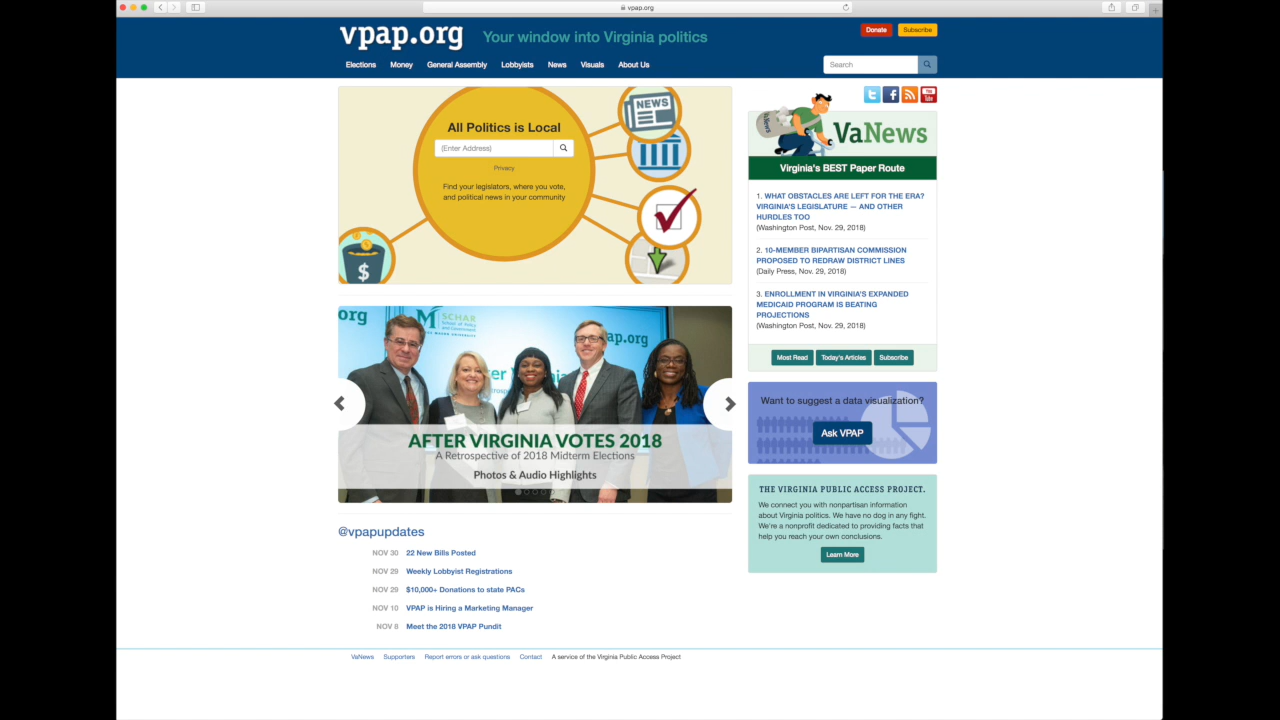 vpap.org
vpap.org
Your window into Virginia politics
Donate
Subscribe
Elections
Money
General Assembly
Lobbyists
News
Visuals
About Us
Search
All Politics is Local
(Enter Address)
Privacy
Find your legislators, where you vote,
and political news in your community
NEWS
$
VaNews
VaNews
Virginia's BEST Paper Route
1. WHAT OBSTACLES ARE LEFT FOR THE ERA?
VIRGINIA'S LEGISLATURE — AND OTHER
HURDLES TOO
(Washington Post, Nov. 29, 2018)
2. 10-MEMBER BIPARTISAN COMMISSION
PROPOSED TO REDRAW DISTRICT LINES
(Daily Press, Nov. 29, 2018)
3. ENROLLMENT IN VIRGINIA'S EXPANDED
MEDICAID PROGRAM IS BEATING
PROJECTIONS
(Washington Post, Nov. 29, 2018)
Most Read
Today's Articles
Subscribe
org
M SCHAR
ap.org
AFTER VIRGINIA VOTES 2018
A Retrospective of 2018 Midterm Elections
Photos & Audio Highlights
Want to suggest a data visualization?
Ask VPAP
THE VIRGINIA PUBLIC ACCESS PROJECT.
We connect you with nonpartisan information
about Virginia politics. We have no dog in any fight.
We're a nonprofit dedicated to providing facts that
help you reach your own conclusions.
Learn More
@vpapupdates
NOV 30 22 New Bills Posted
NOV 29 Weekly Lobbyist Registrations
NOV 29 $10,000+ Donations to state PACs
NOV 10 VPAP is Hiring a Marketing Manager
NOV 8 Meet the 2018 VPAP Pundit
VaNews
Supporters
Report errors or ask questions
Contact
A service of the Virginia Public Access Project